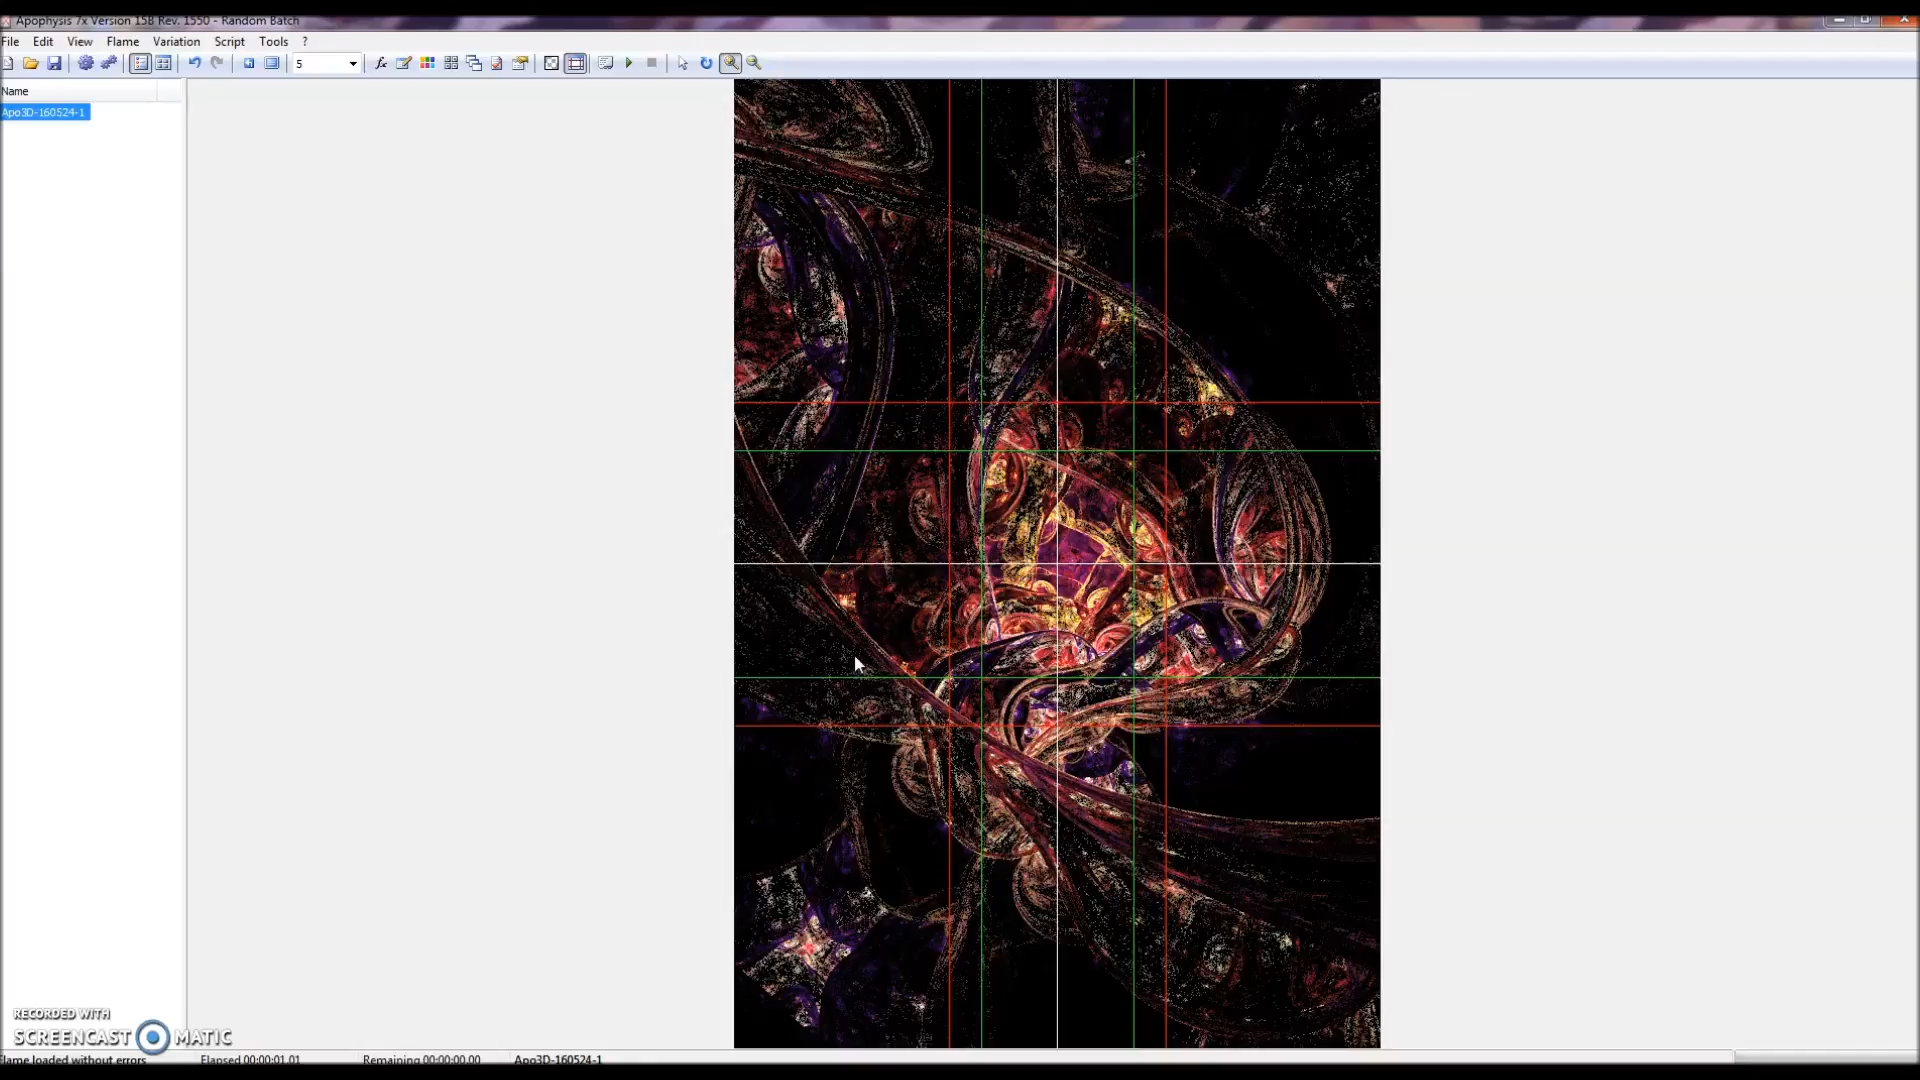 Apophysis 7x Version 15B Rev. 1550 - Random Batch
File Edit View Flame Variation Script Tools ?
5
Name
Apo3D-160524-1
RECORDED WITH
SCREENCAST MATIC
Flame loaded without errors Elapsed 00:00:01.01 Remaining 00:00:00.00 Apo3D-160524-1